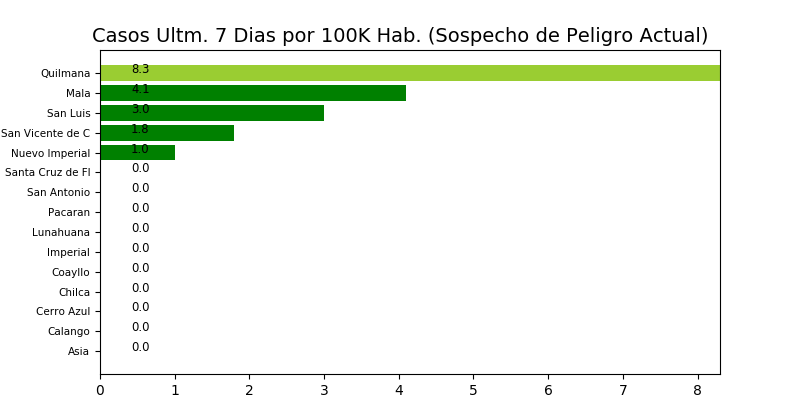 Casos Ultm. 7 Dias por 100K Hab. (Sospecho de Peligro Actual)
Quilmana 8.3
Mala 4.1
San Luis 3.0
San Vicente de C 1.8
Nuevo Imperial 1.0
Santa Cruz de Fl 0.0
San Antonio 0.0
Pacaran 0.0
Lunahuana 0.0
Imperial 0.0
Coayllo 0.0
Chilca 0.0
Cerro Azul 0.0
Calango 0.0
Asia 0.0
0 1 2 3 4 5 6 7 8